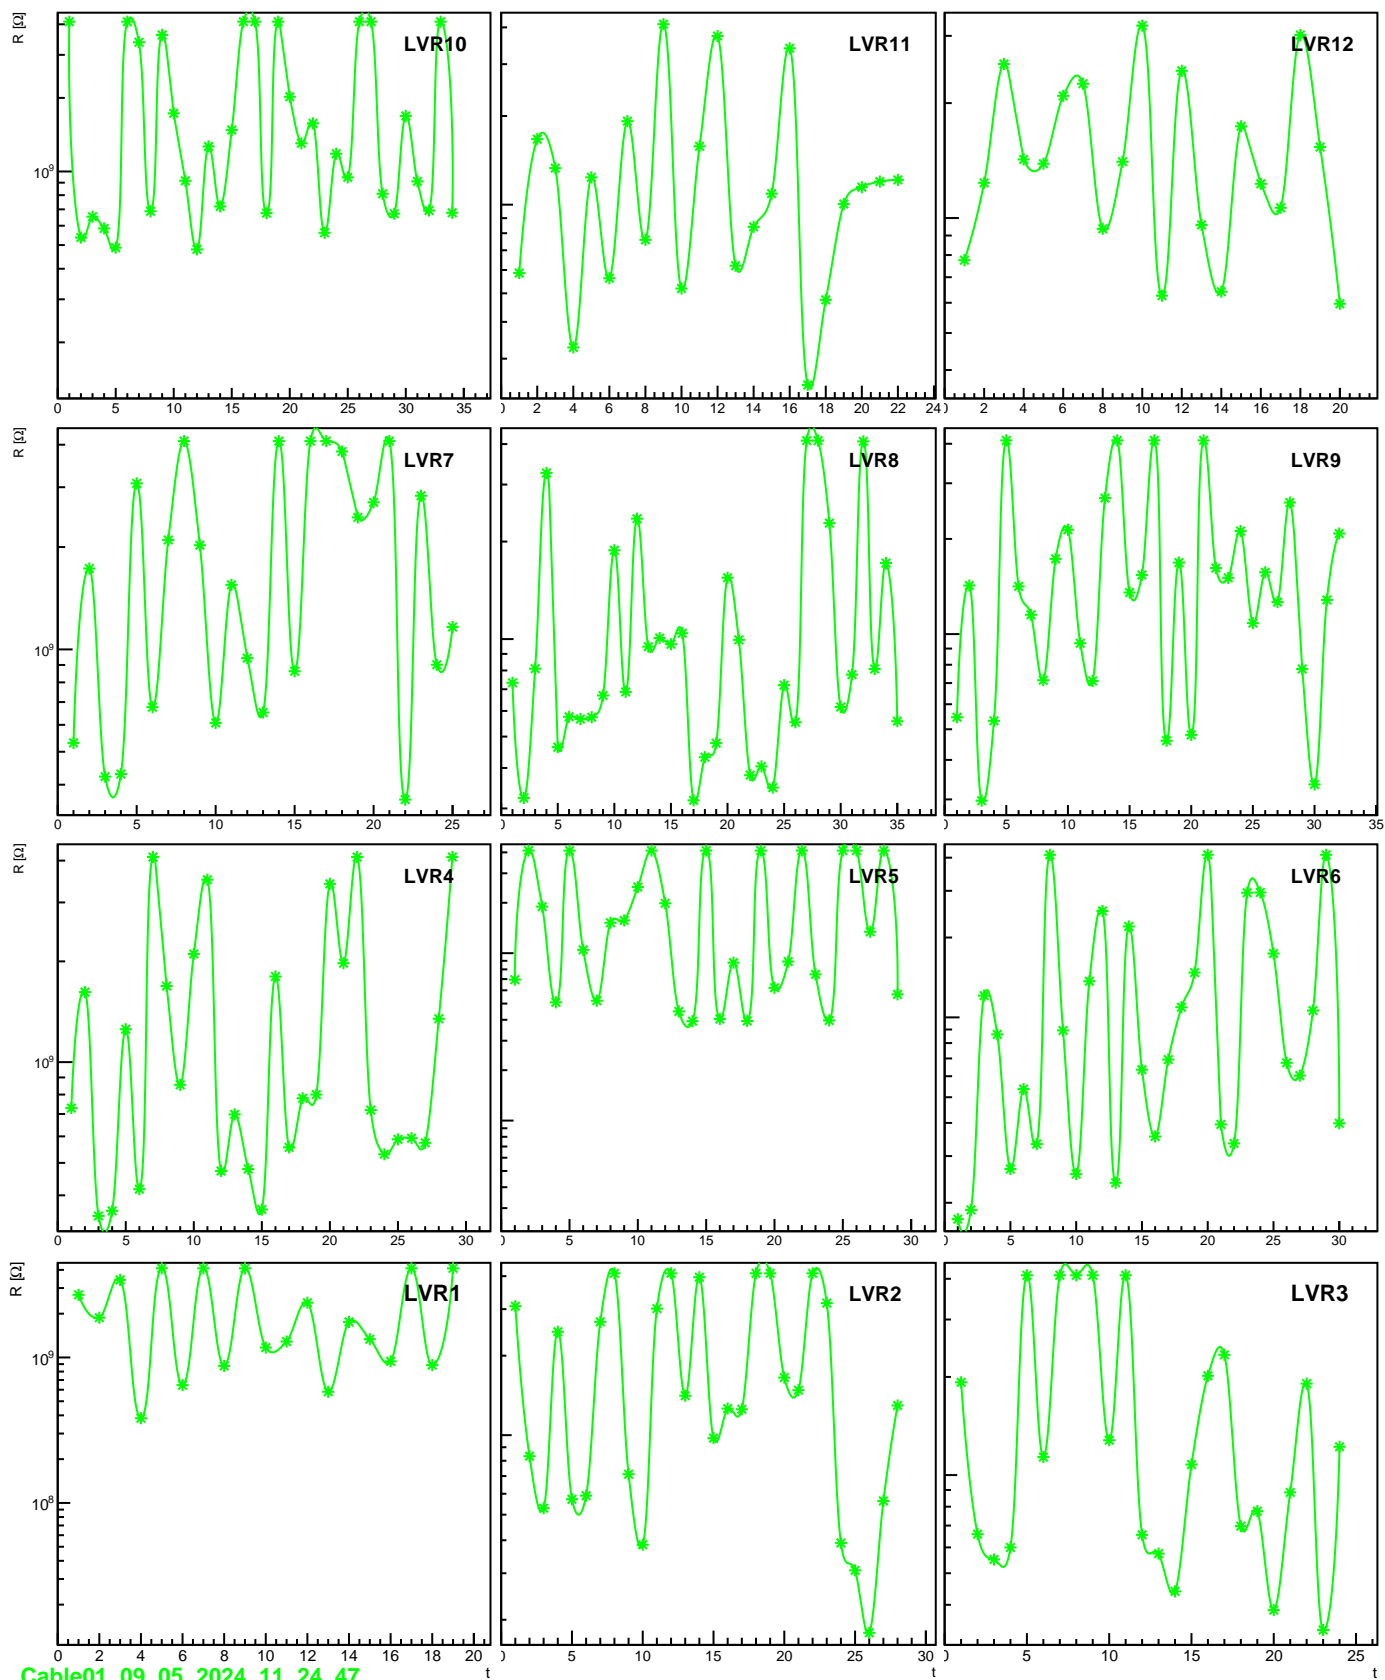 R [Ω]
LVR10
LVR11
LVR12
10⁹
0 5 10 15 20 25 30 35
2 4 6 8 10 12 14 16 18 20 22 24
2 4 6 8 10 12 14 16 18 20
R [Ω]
LVR7
LVR8
LVR9
10⁹
0 5 10 15 20 25
5 10 15 20 25 30 35
5 10 15 20 25 30 35
R [Ω]
LVR4
LVR5
LVR6
10⁹
0 5 10 15 20 25 30
5 10 15 20 25 30
5 10 15 20 25 30
R [Ω]
LVR1
LVR2
LVR3
10⁹
10⁸
0 2 4 6 8 10 12 14 16 18 20
5 10 15 20 25 30
5 10 15 20 25
t
t
t
Cable01_09_05_2024_11_24_47